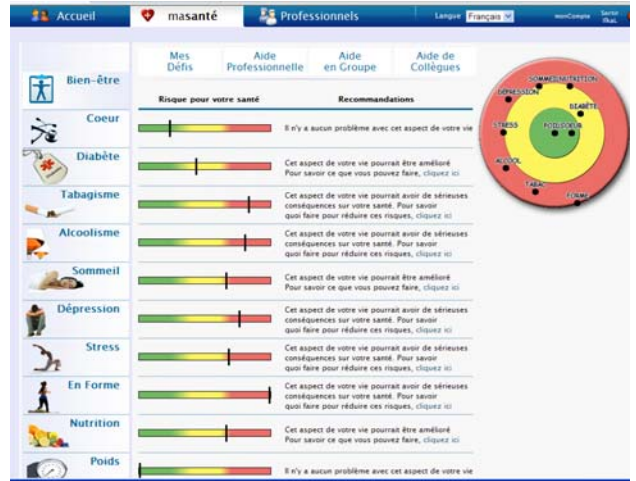 Accueil masanté Professionnels Langue Français monCompte Sortir
Mes Défis
Aide Professionnelle
Aide en Groupe
Aide de Collègues
Bien-être
Risque pour votre santé Recommandations
Coeur
Il n'y a aucun problème avec cet aspect de votre vie
Diabète
Cet aspect de votre vie pourrait être amélioré
Pour savoir ce que vous pouvez faire, cliquez ici
Tabagisme
Cet aspect de votre vie pourrait avoir de sérieuses
conséquences sur votre santé. Pour savoir
quoi faire pour réduire ces risques, cliquez ici
Alcoolisme
Cet aspect de votre vie pourrait avoir de sérieuses
conséquences sur votre santé. Pour savoir
quoi faire pour réduire ces risques, cliquez ici
Sommeil
Cet aspect de votre vie pourrait être amélioré
Pour savoir ce que vous pouvez faire, cliquez ici
Dépression
Cet aspect de votre vie pourrait avoir de sérieuses
conséquences sur votre santé. Pour savoir
quoi faire pour réduire ces risques, cliquez ici
Stress
Cet aspect de votre vie pourrait avoir de sérieuses
conséquences sur votre santé. Pour savoir
quoi faire pour réduire ces risques, cliquez ici
En Forme
Cet aspect de votre vie pourrait avoir de sérieuses
conséquences sur votre santé. Pour savoir
quoi faire pour réduire ces risques, cliquez ici
Nutrition
Cet aspect de votre vie pourrait être amélioré
Pour savoir ce que vous pouvez faire, cliquez ici
Poids
Il n'y a aucun problème avec cet aspect de votre vie
SOMMEIL NUTRITION
DÉPRESSION
DIABÈTE
STRESS
POIDS COEUR
ALCOOL
TABAC
FORME